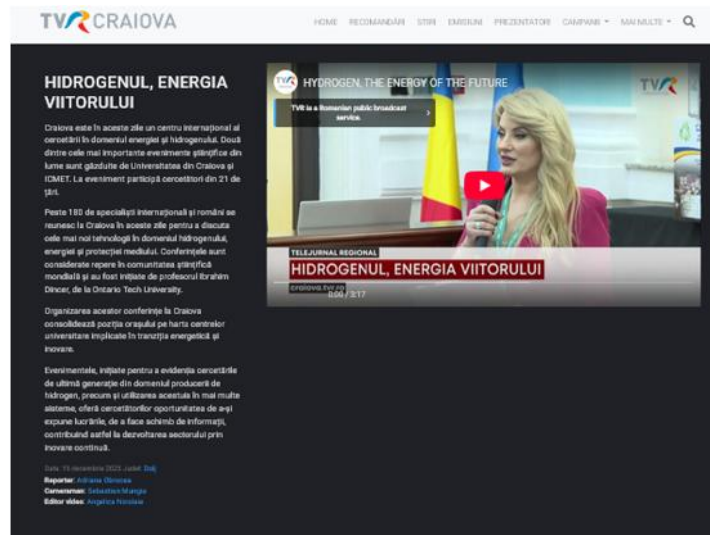 TVR CRAIOVA
HOME RECOMANDĂRI STIRI EMISIUNI PREZENTATORI CAMPANII MAI MULTE
HIDROGENUL, ENERGIA
VIITORULUI
Craiova este în aceste zile un centru internațional al
cercetării în domeniul energiei și hidrogenului. Două
dintre cele mai importante evenimente științifice din
lume sunt găzduite de Universitatea din Craiova și
ICMET. La eveniment participă cercetători din 21 de
țări.
Peste 180 de specialiști internaționali și români se
reunesc la Craiova în aceste zile pentru a discuta
cele mai noi tehnologii în domeniul hidrogenului,
energiei și protecției mediului. Conferințele sunt
considerate repere în comunitatea științifică
mondială și au fost inițiate de profesorul Ibrahim
Dincer, de la Ontario Tech University.
Organizarea acestor conferințe la Craiova
consolidează poziția orașului pe harta centrelor
universitare implicate în tranziția energetică și
inovare.
Evenimentele, inițiate pentru a evidenția cercetările
de ultimă generație din domeniul producerii de
hidrogen, precum și utilizarea acestuia în mai multe
sisteme, oferă cercetătorilor oportunitatea de a-și
expune lucrările, de a face schimb de informații,
contribuind astfel la dezvoltarea sectorului prin
inovare continuă.
Reporter: Adriana
Cameraman: Sebastian
Editor video: Angelica Nicolaie
HYDROGEN, THE ENERGY OF THE FUTURE
TVR is a Romanian public broadcast
service.
TVR
TELEJURNAL REGIONAL
HIDROGENUL, ENERGIA VIITORULUI
craiova.tvr.ro
0:00 / 3:17